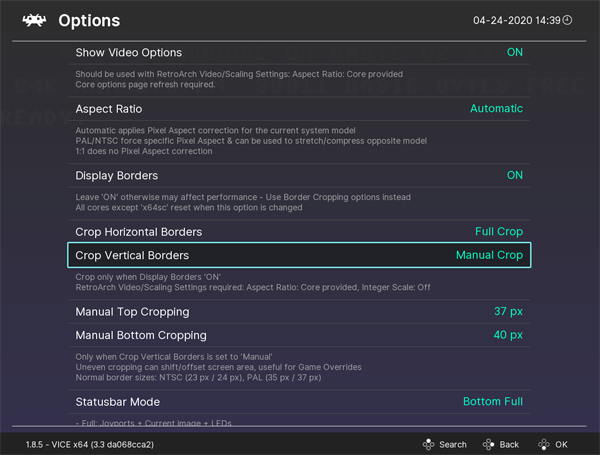 Options
04-24-2020 14:39
Show Video Options ON
Should be used with RetroArch Video/Scaling Settings: Aspect Ratio: Core provided
Core options page refresh required.
Aspect Ratio Automatic
Automatic applies Pixel Aspect correction for the current system model
PAL/NTSC force specific Pixel Aspect & can be used to stretch/compress opposite model
1:1 does no Pixel Aspect correction
Display Borders ON
Leave 'ON' otherwise may affect performance - Use Border Cropping options instead
All cores except 'x64sc' reset when this option is changed
Crop Horizontal Borders Full Crop
Crop Vertical Borders Manual Crop
Crop only when Display Borders 'ON'
RetroArch Video/Scaling Settings required: Aspect Ratio: Core provided, Integer Scale: Off
Manual Top Cropping 37 px
Manual Bottom Cropping 40 px
Only when Crop Vertical Borders is set to 'Manual'
Uneven cropping can shift/offset screen area, useful for Game Overrides
Normal border sizes: NTSC (23 px / 24 px), PAL (35 px / 37 px)
Statusbar Mode Bottom Full
- Full: Joyports + Current image + LEDs
1.8.5 - VICE x64 (3.3 da068cca2) Search Back OK